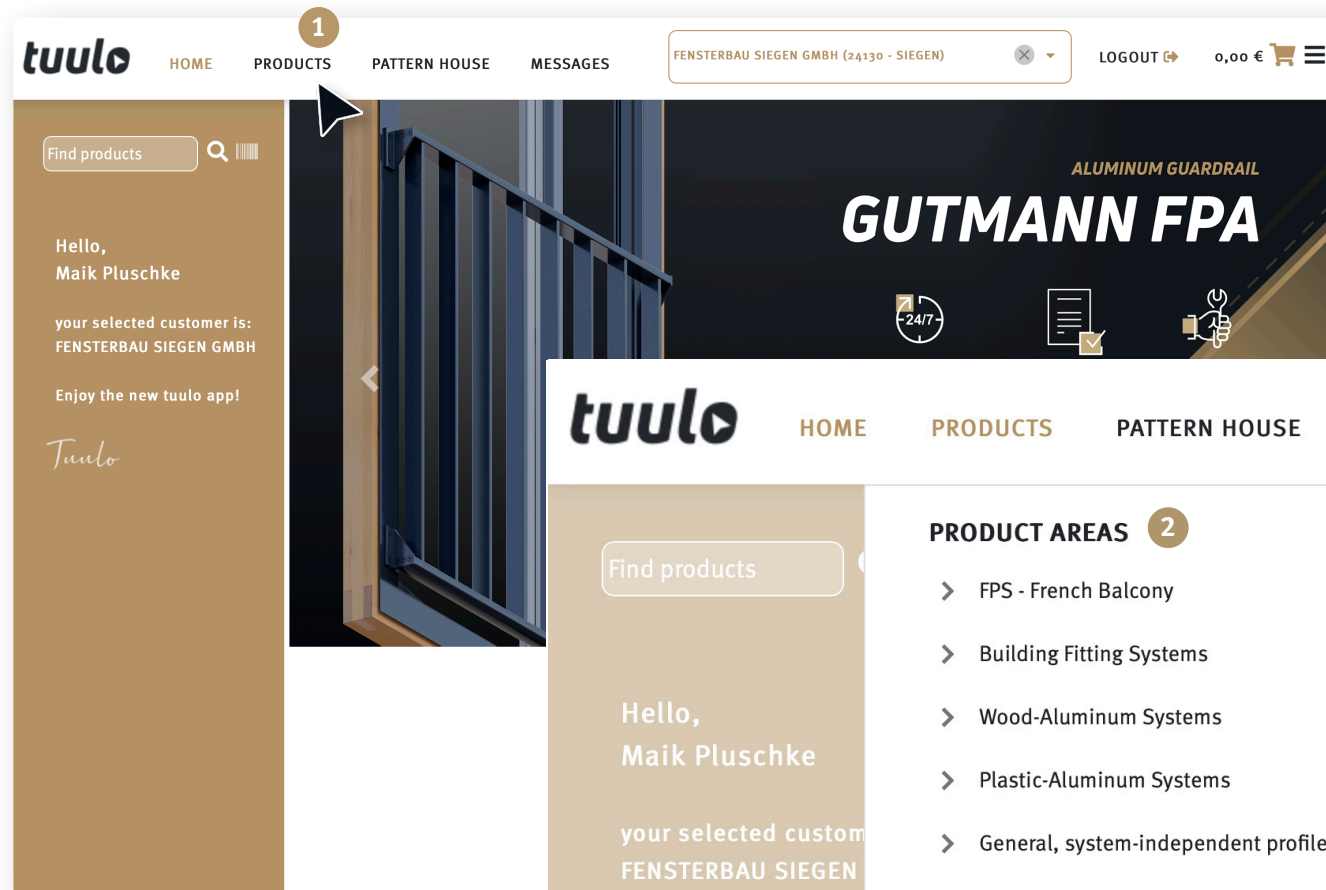 1
tuulo
HOME
PRODUCTS
PATTERN HOUSE
MESSAGES
FENSTERBAU SIEGEN GMBH (24130 - SIEGEN)
LOGOUT
0,00 €
Find products
Hello,
Maik Pluschke
your selected customer is:
FENSTERBAU SIEGEN GMBH
Enjoy the new tuulo app!
Tuulo
ALUMINUM GUARDRAIL
GUTMANN FPA
24/7
tuulo
HOME
PRODUCTS
PATTERN HOUSE
Find products
Hello,
Maik Pluschke
your selected custom
FENSTERBAU SIEGEN
PRODUCT AREAS
2
FPS - French Balcony
Building Fitting Systems
Wood-Aluminum Systems
Plastic-Aluminum Systems
General, system-independent profile